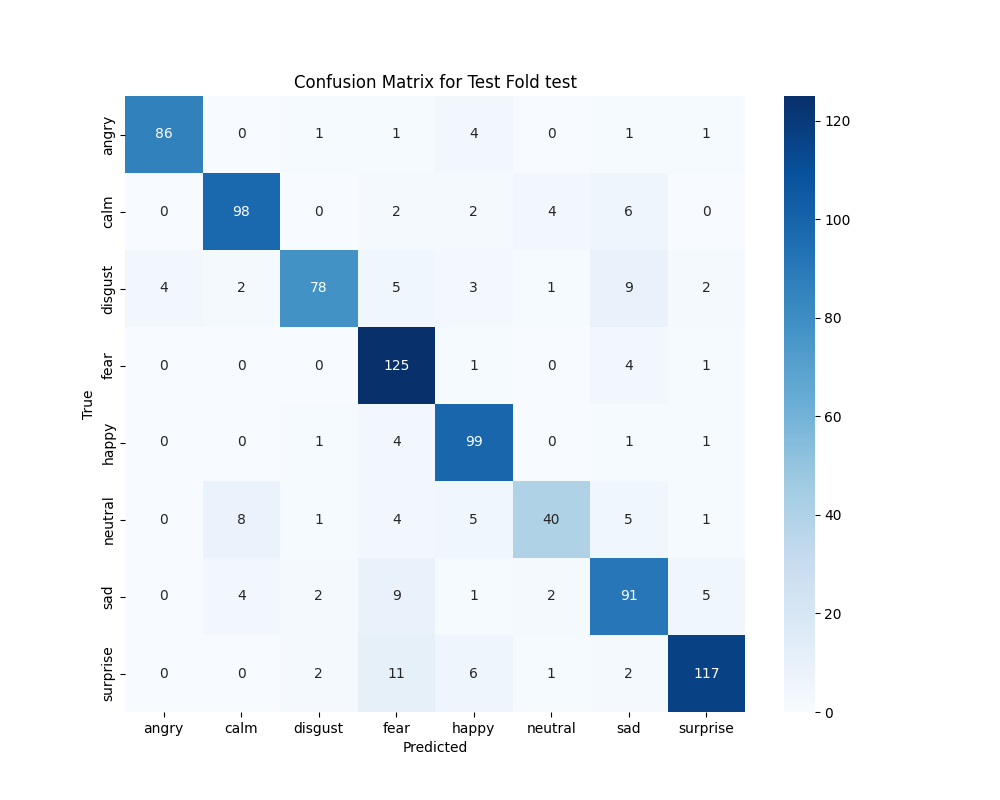 Confusion Matrix for Test Fold test
angry 86 0 1 1 4 0 1 1
calm 0 98 0 2 2 4 6 0
disgust 4 2 78 5 3 1 9 2
fear 0 0 0 125 1 0 4 1
happy 0 0 1 4 99 0 1 1
neutral 0 8 1 4 5 40 5 1
sad 0 4 2 9 1 2 91 5
surprise 0 0 2 11 6 1 2 117
angry calm disgust fear happy neutral sad surprise
Predicted
True
120
100
80
60
40
20
0